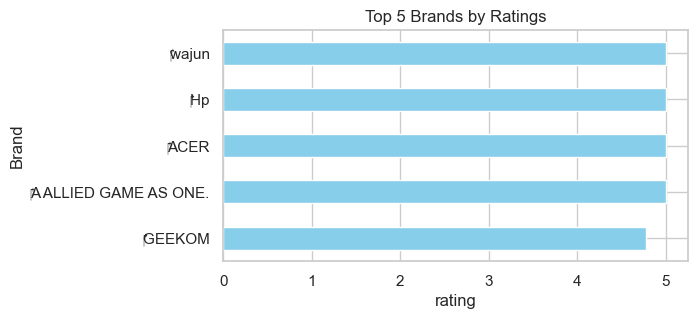 Top 5 Brands by Ratings
wajun
Hp
ACER
A ALLIED GAME AS ONE.
GEEKOM
Brand
0 1 2 3 4 5
rating